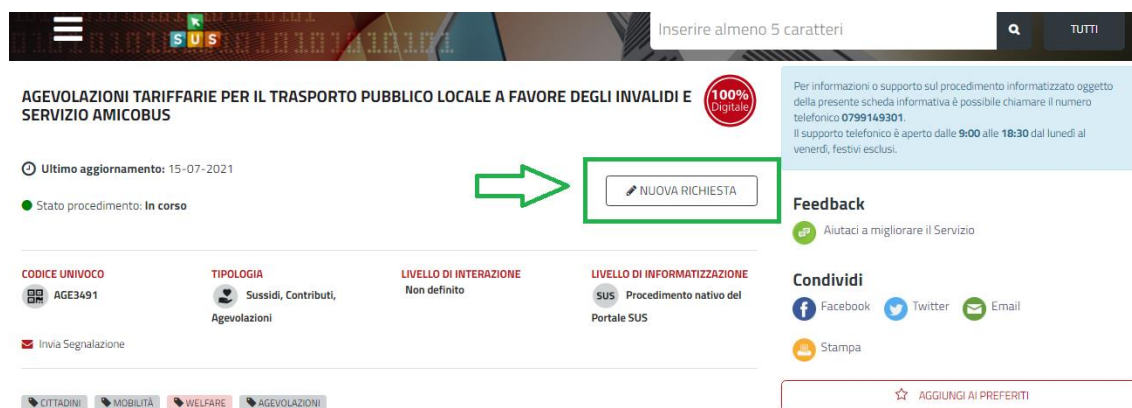 SUS
Inserire almeno 5 caratteri
TUTTI
AGEVOLAZIONI TARIFFARIE PER IL TRASPORTO PUBBLICO LOCALE A FAVORE DEGLI INVALIDI E
SERVIZIO AMICOBUS
100%
Digitale
Ultimo aggiornamento: 15-07-2021
Stato procedimento: In corso
NUOVA RICHIESTA
CODICE UNIVOCO
AGE3491
TIPOLOGIA
Sussidi, Contributi,
Agevolazioni
LIVELLO DI INTERAZIONE
Non definito
LIVELLO DI INFORMATIZZAZIONE
SUS Procedimento nativo del
Portale SUS
Invia Segnalazione
CITTADINI MOBILITÀ WELFARE AGEVOLAZIONI
Per informazioni o supporto sul procedimento informatizzato oggetto
della presente scheda informativa è possibile chiamare il numero
telefonico 0799149301.
Il supporto telefonico è aperto dalle 9:00 alle 18:30 dal lunedì al
venerdì, festivi esclusi.
Feedback
Aiutaci a migliorare il Servizio
Condividi
Facebook Twitter Email
Stampa
AGGIUNGI AI PREFERITI